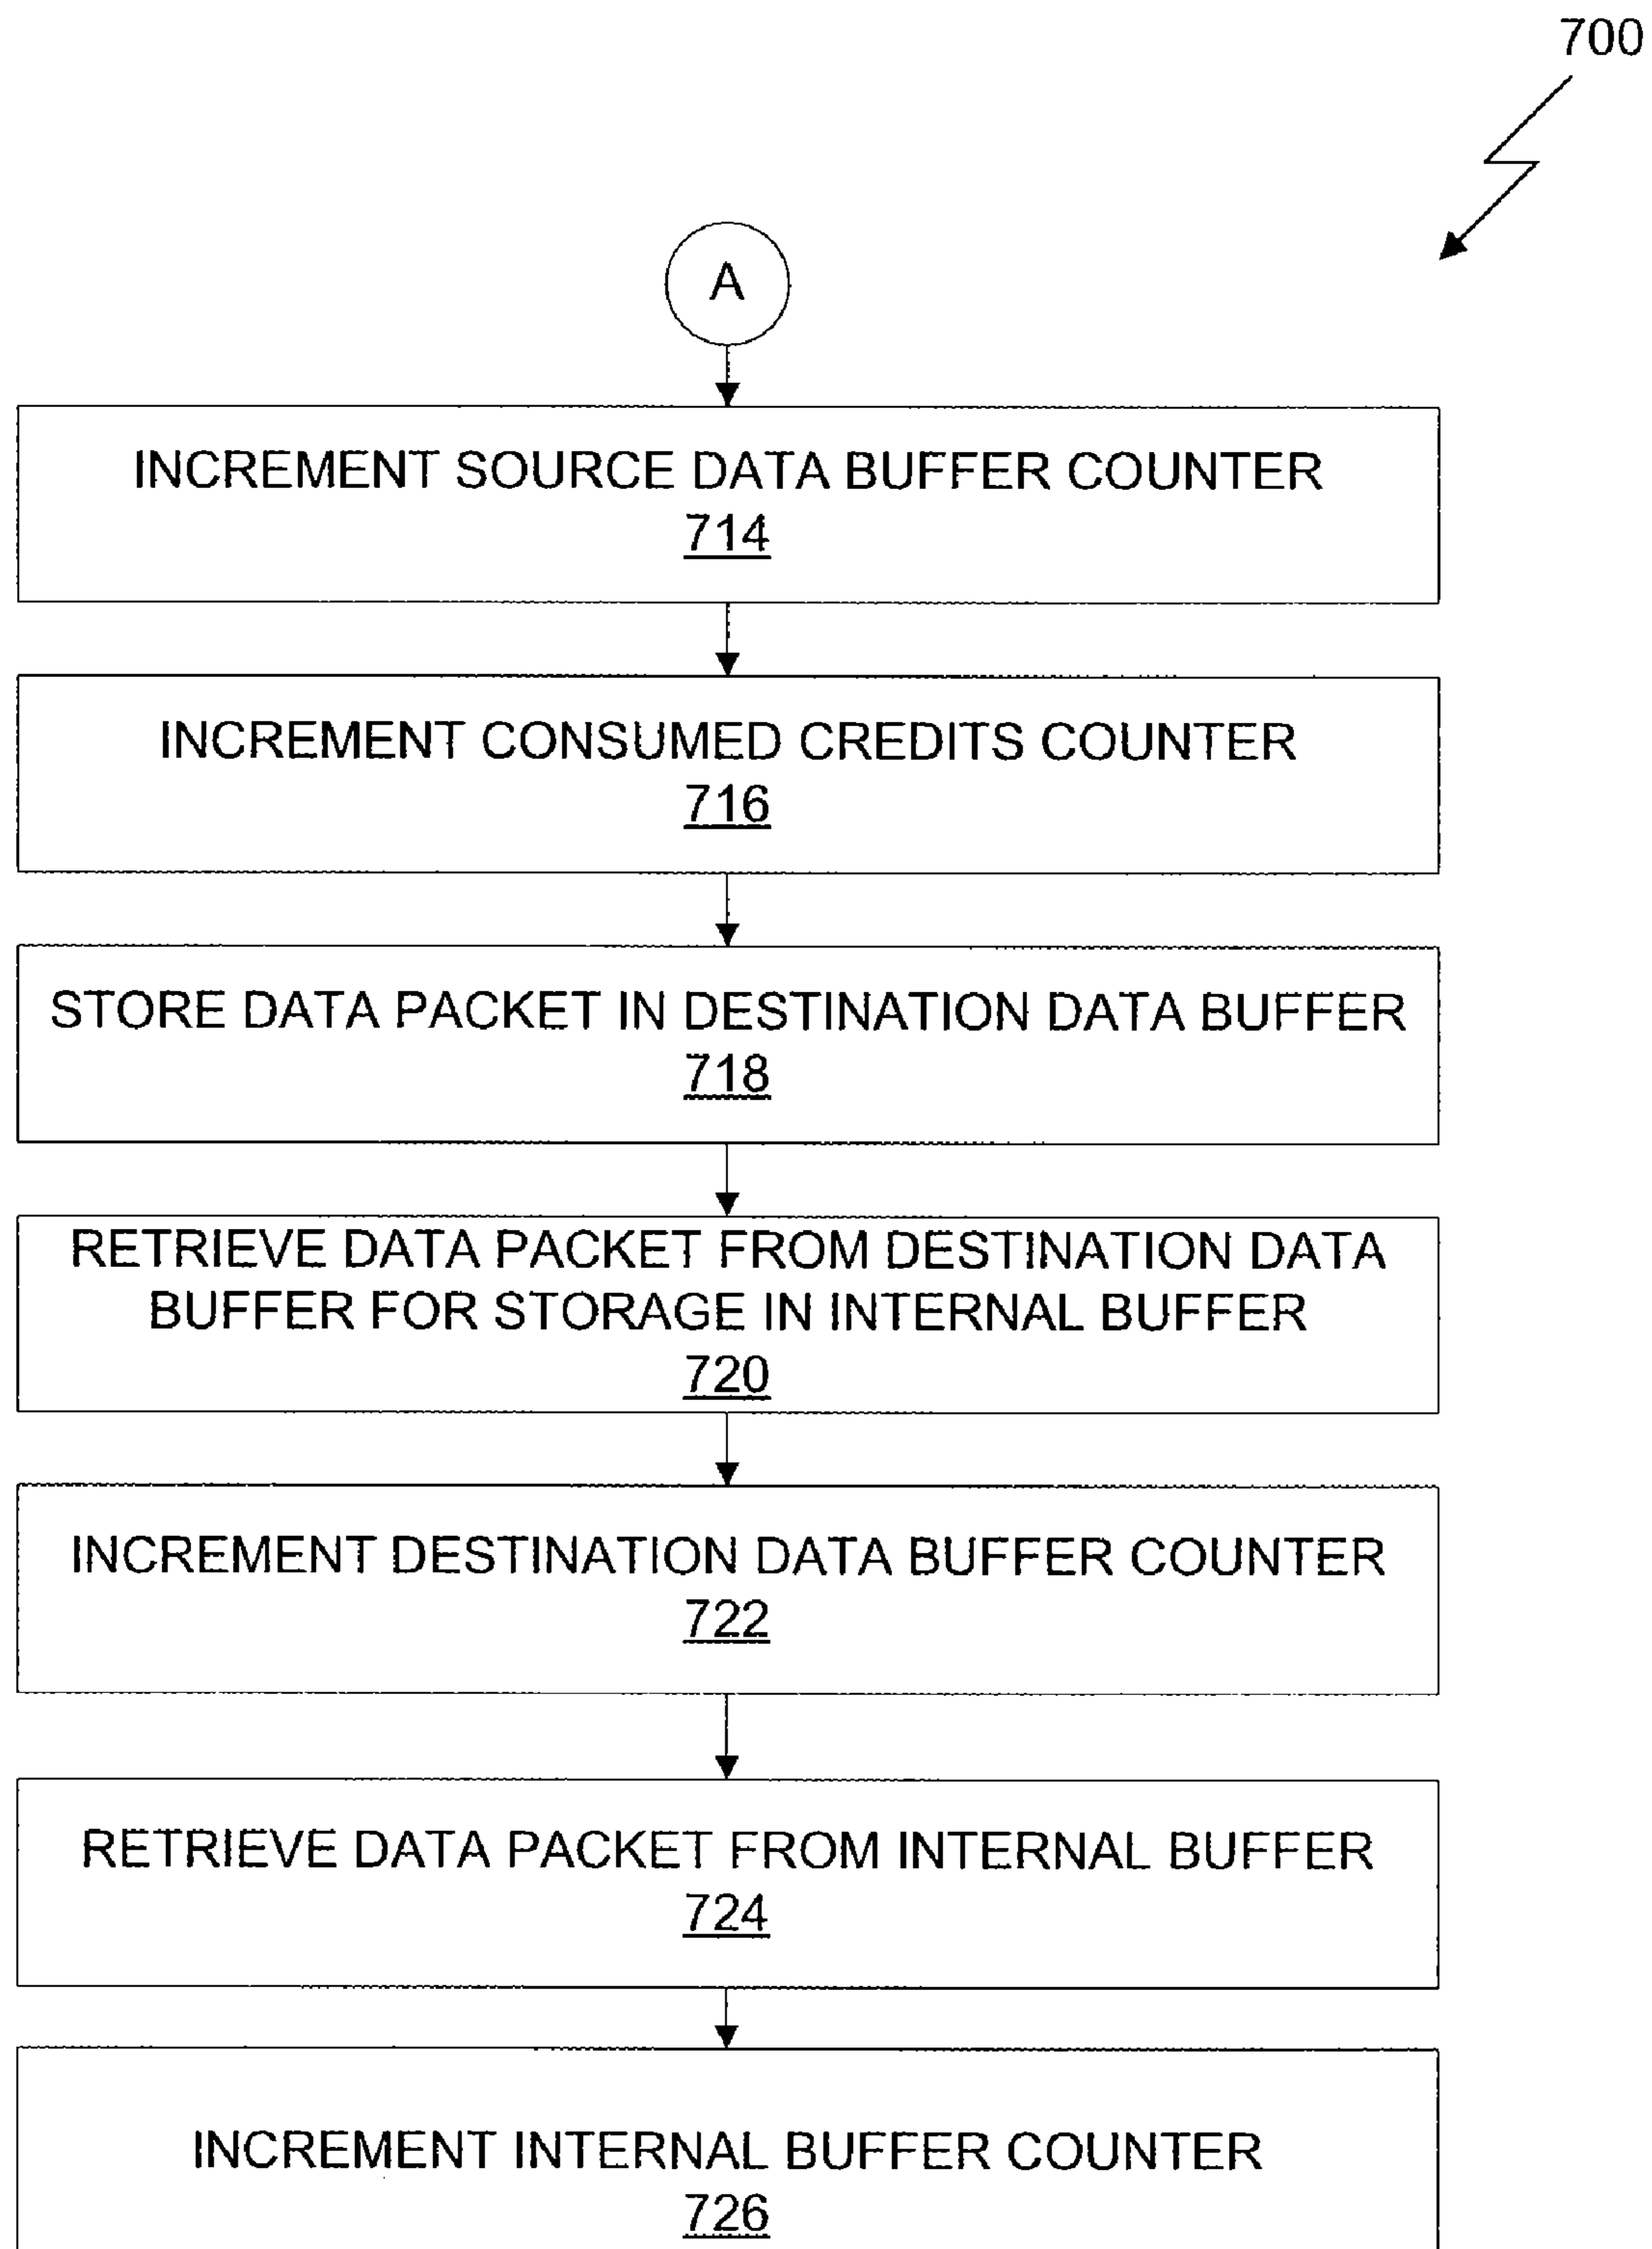 700
A
INCREMENT SOURCE DATA BUFFER COUNTER
714
INCREMENT CONSUMED CREDITS COUNTER
716
STORE DATA PACKET IN DESTINATION DATA BUFFER
718
RETRIEVE DATA PACKET FROM DESTINATION DATA
BUFFER FOR STORAGE IN INTERNAL BUFFER
720
INCREMENT DESTINATION DATA BUFFER COUNTER
722
RETRIEVE DATA PACKET FROM INTERNAL BUFFER
724
INCREMENT INTERNAL BUFFER COUNTER
726